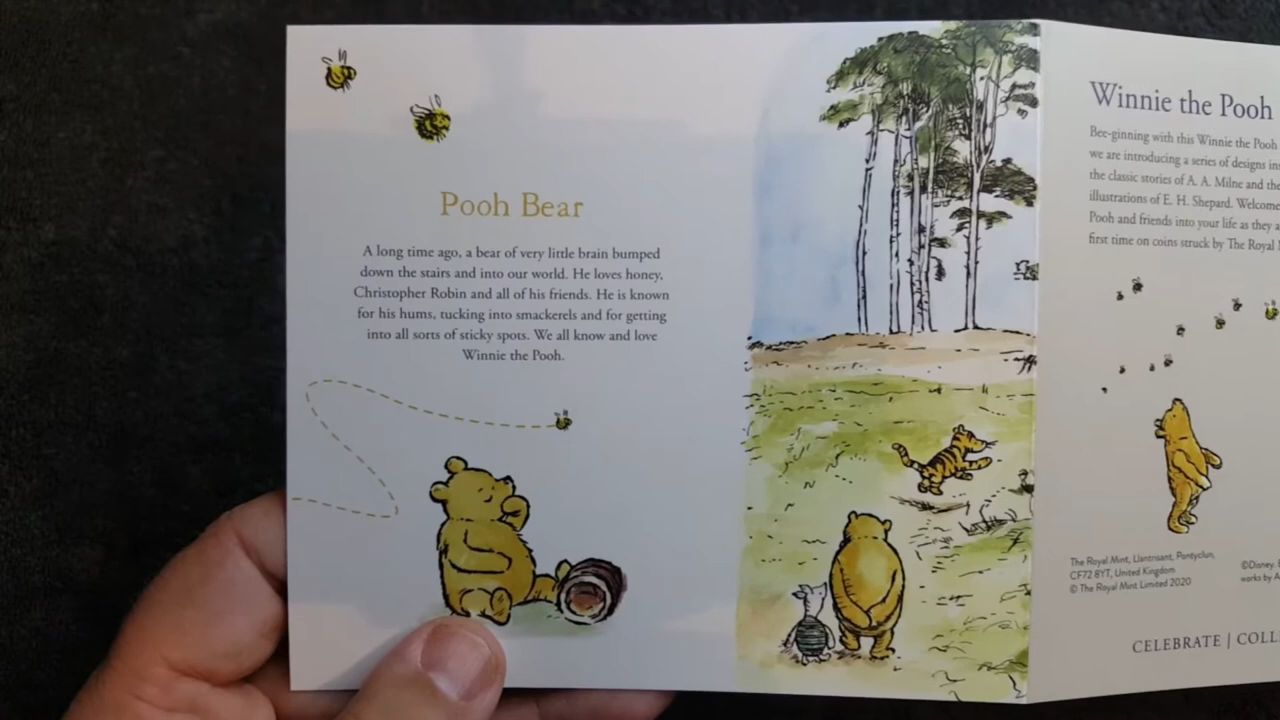 Pooh Bear
A long time ago, a bear of very little brain bumped
down the stairs and into our world. He loves honey,
Christopher Robin and all of his friends. He is known
for his hums, tucking into smackerels and for getting
into all sorts of sticky spots. We all know and love
Winnie the Pooh.
Winnie the Pooh
Bee-ginning with this Winnie the Pooh
we are introducing a series of designs
the classic stories of A. A. Milne and the
illustrations of E. H. Shepard. Welcome
Pooh and friends into your life as they
first time on coins struck by The Royal
The Royal Mint, Llantrisant, Pontyclun,
CF72 8YT, United Kingdom
© The Royal Mint Limited 2020
©Disney.
works by
CELEBRATE |